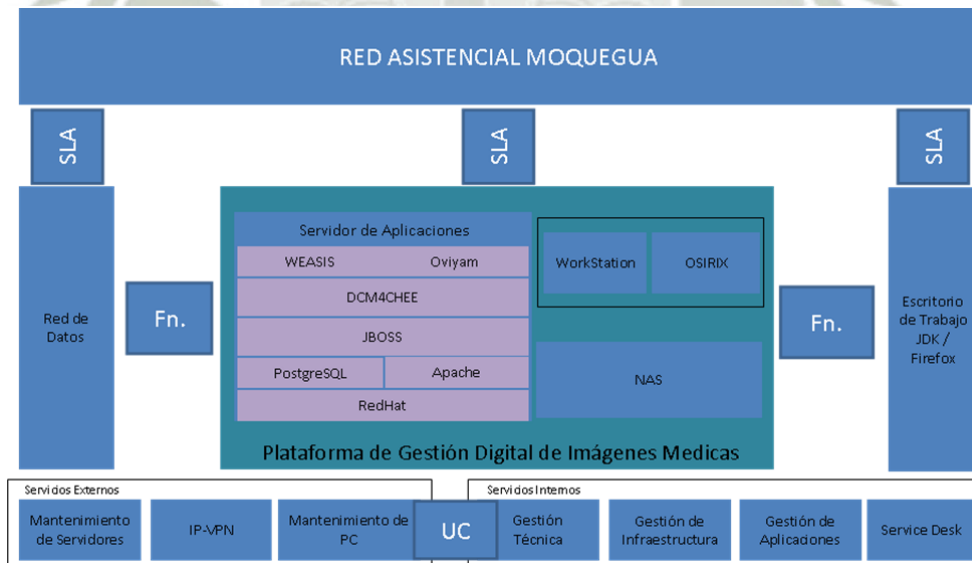 RED ASISTENCIAL MOQUEGUA
SLA
SLA
SLA
Servidor de Aplicaciones
WEASIS
Oviyam
DCM4CHEE
JBOSS
PostgreSQL
Apache
RedHat
WorkStation
OSIRIX
NAS
Plataforma de Gestión Digital de Imágenes Medicas
Red de
Datos
Fn.
Fn.
Escritorio
de Trabajo
JDK /
Firefox
Servicios Externos
Mantenimiento
de Servidores
IP-VPN
Mantenimiento de
PC
UC
Servicios Internos
Gestión
Técnica
Gestión de
Infraestructura
Gestión de
Aplicaciones
Service Desk